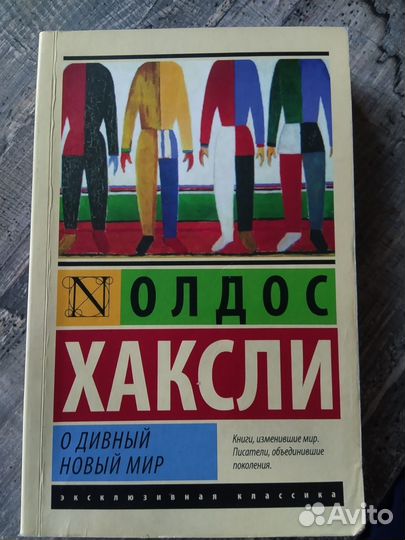 N ОЛДОС
ХАКСЛИ
О ДИВНЫЙ
НОВЫЙ МИР
Книги, изменившие мир.
Писатели, объединившие
поколения.
эксклюзивная классика
Avito